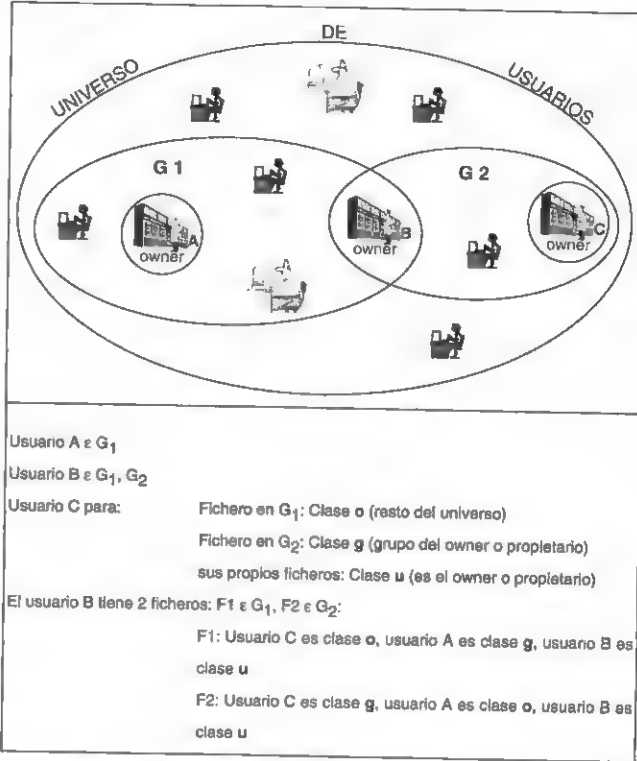 DE
UNIVERSO
USUARIOS
A
G 1
G 2
A
owner
B
owner
C
owner
A
Usuario A ε G1
Usuario B ε G1, G2
Usuario C para: Fichero en G1: Clase o (resto del universo)
Fichero en G2: Clase g (grupo del owner o propietario)
sus propios ficheros: Clase u (es el owner o propietario)
El usuario B tiene 2 ficheros: F1 ε G1, F2 ε G2:
F1: Usuario C es clase o, usuario A es clase g, usuario B es
clase u
F2: Usuario C es clase g, usuario A es clase o, usuario B es
clase u